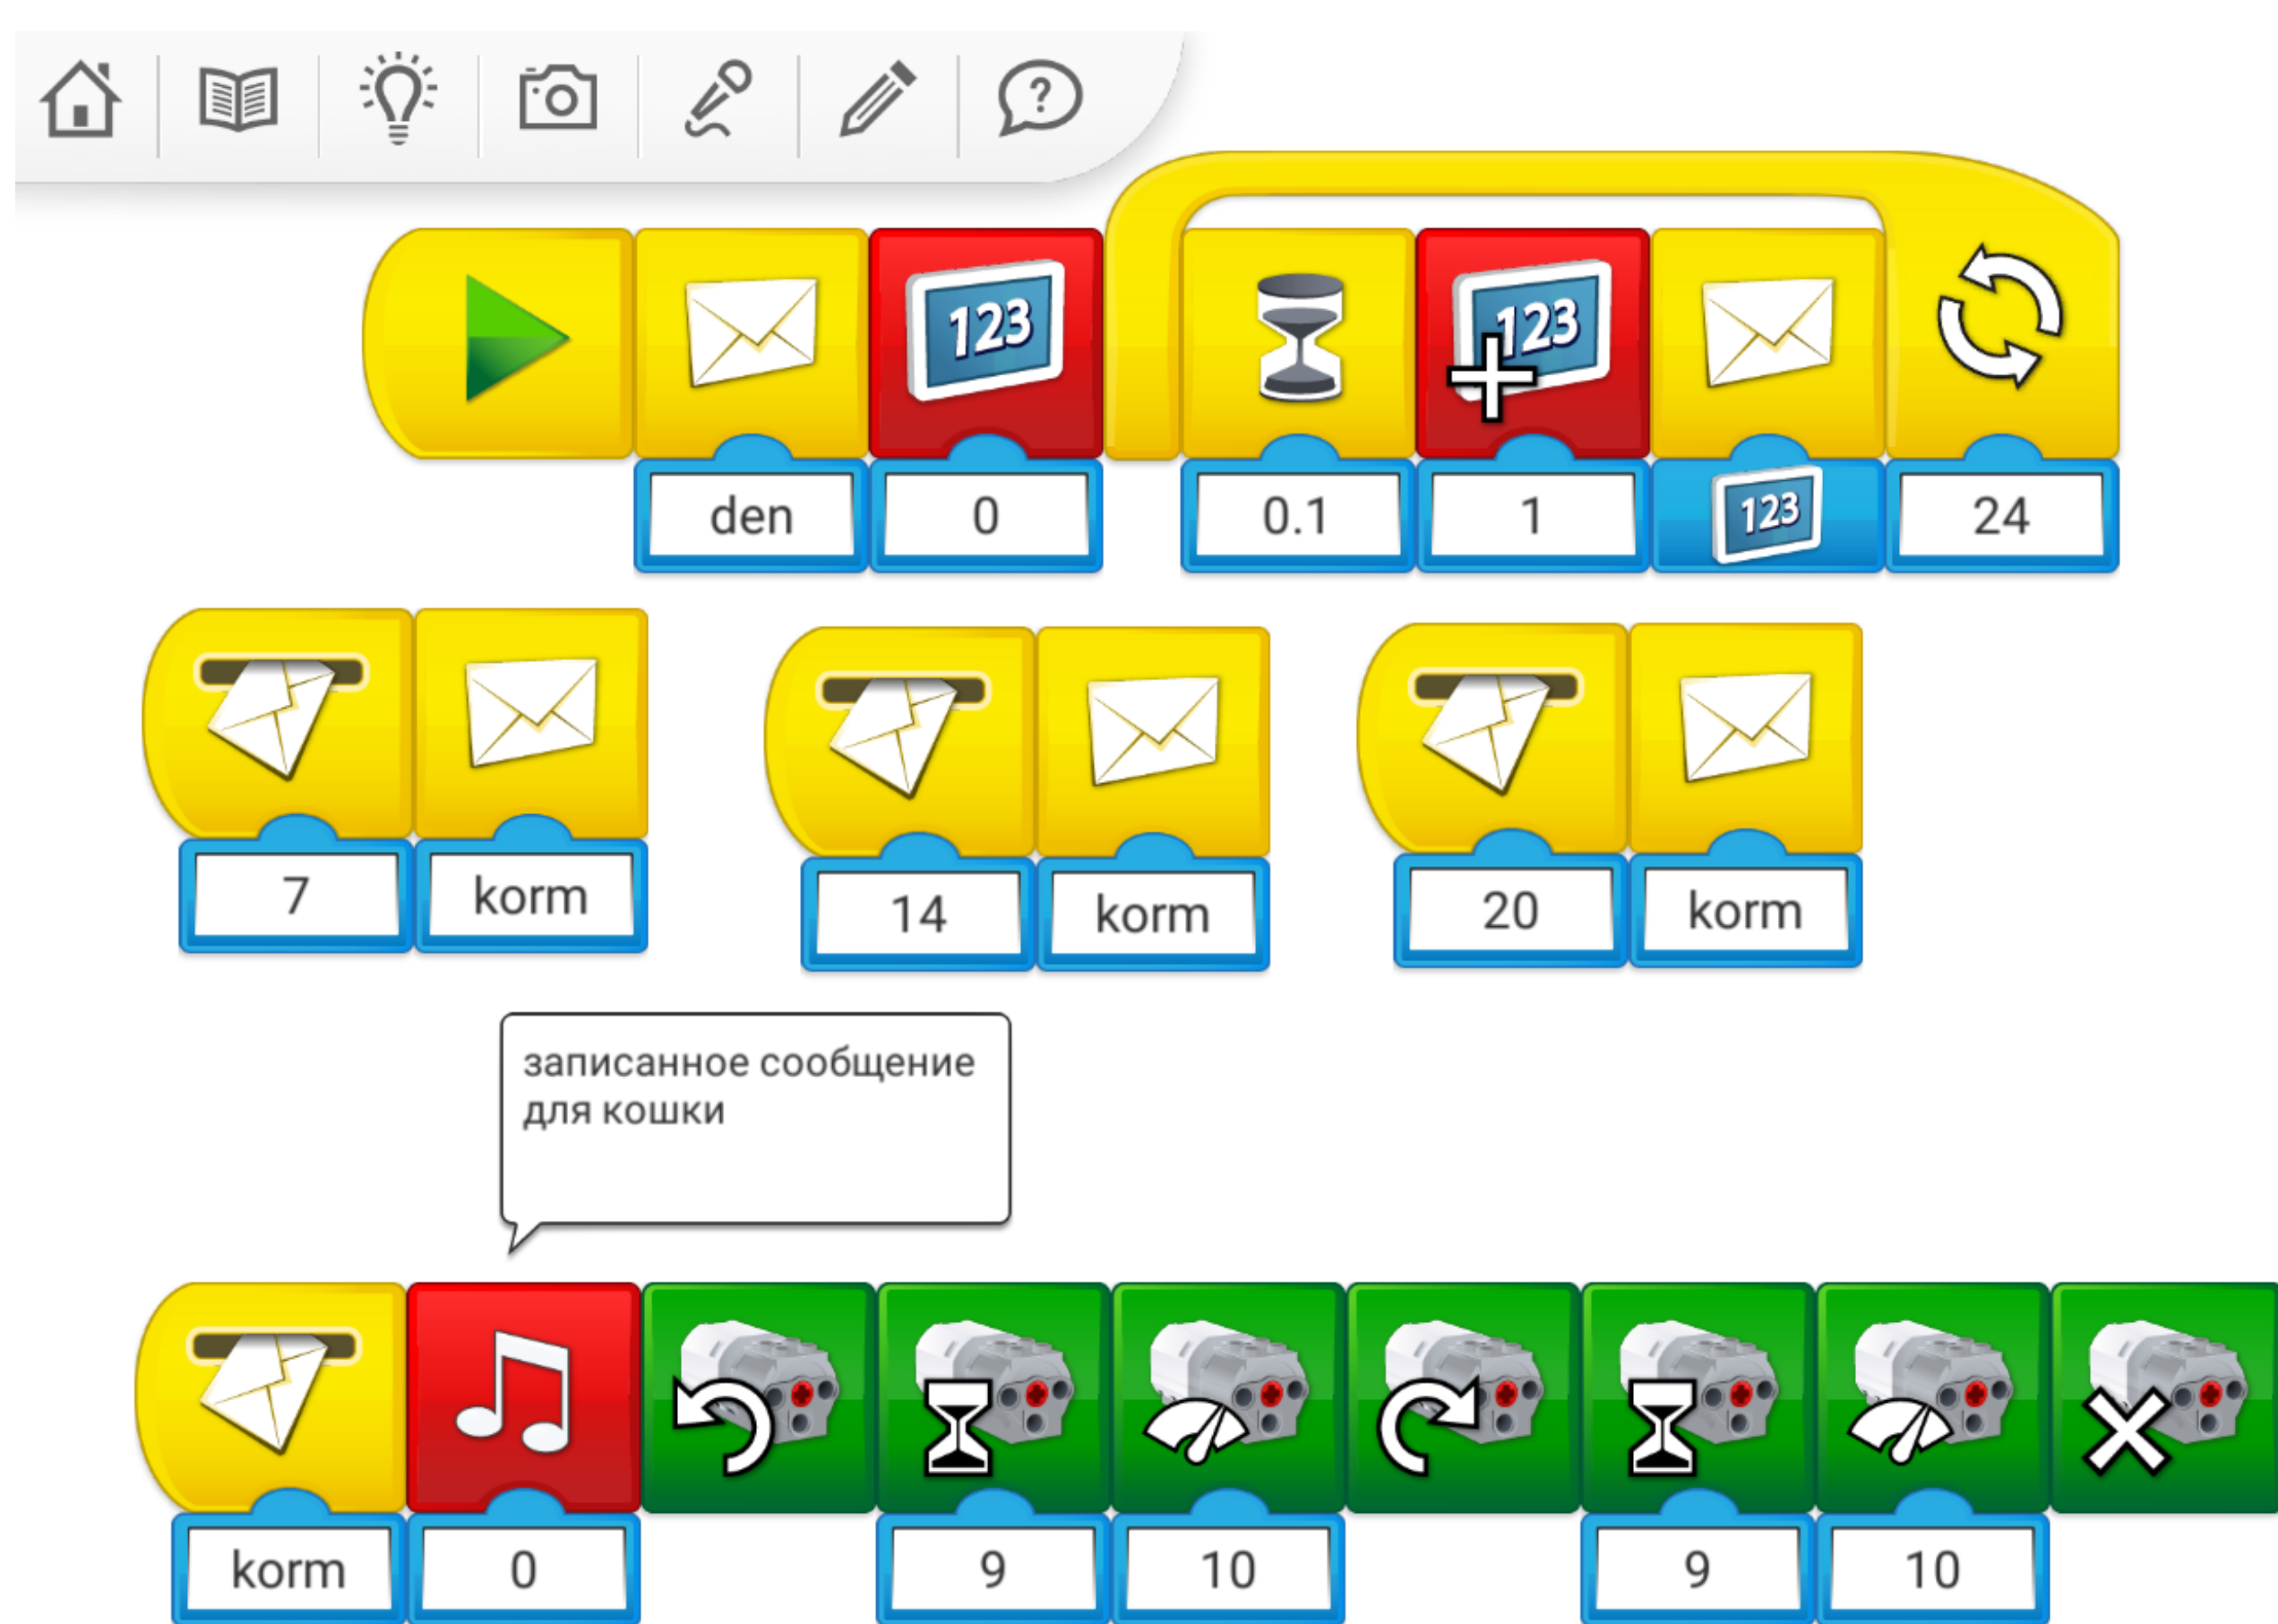 ?
123
123
den
0
0.1
1
123
24
7
korm
14
korm
20
korm
записанное сообщение
для кошки
korm
0
9
10
9
10